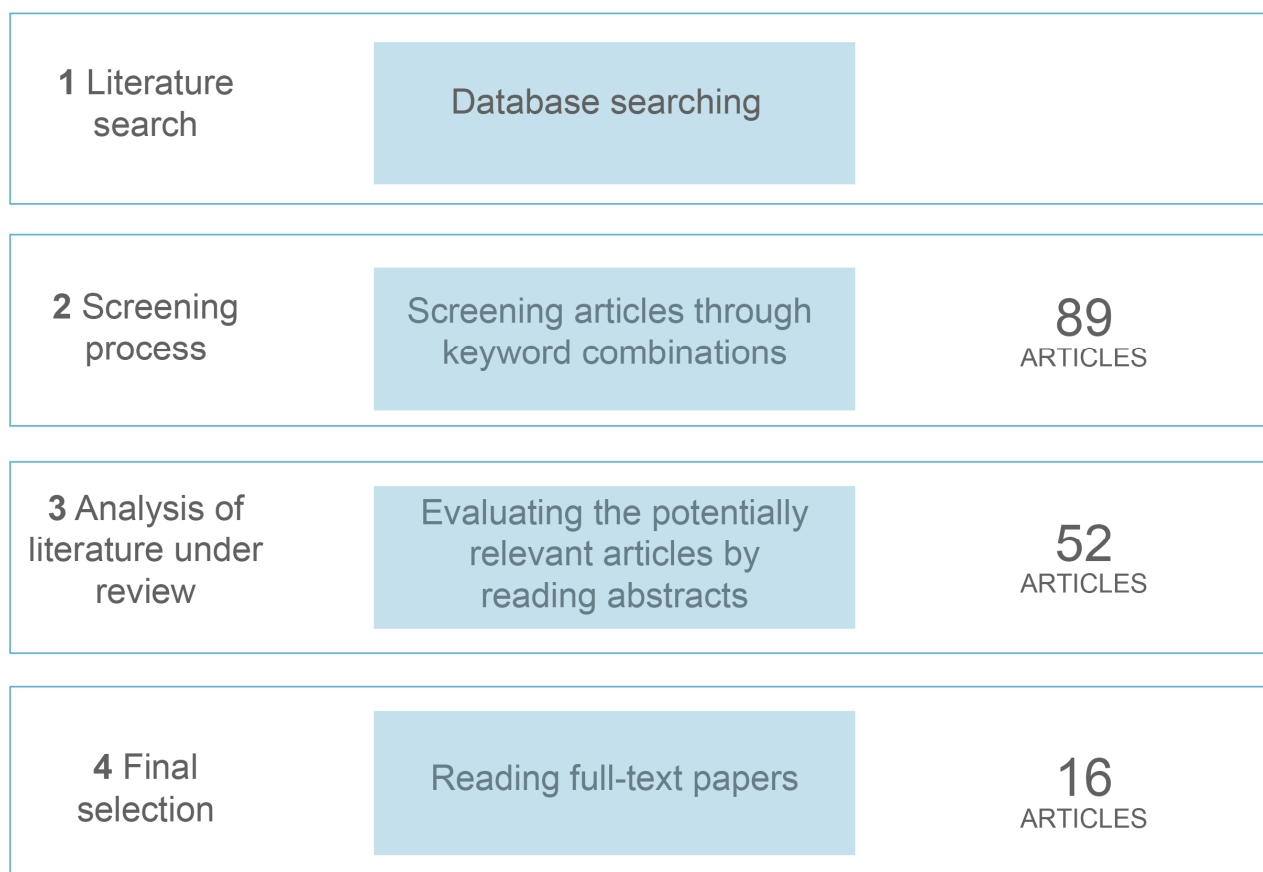 1 Literature
search
Database searching
2 Screening
process
Screening articles through
keyword combinations
89
ARTICLES
3 Analysis of
literature under
review
Evaluating the potentially
relevant articles by
reading abstracts
52
ARTICLES
4 Final
selection
Reading full-text papers
16
ARTICLES